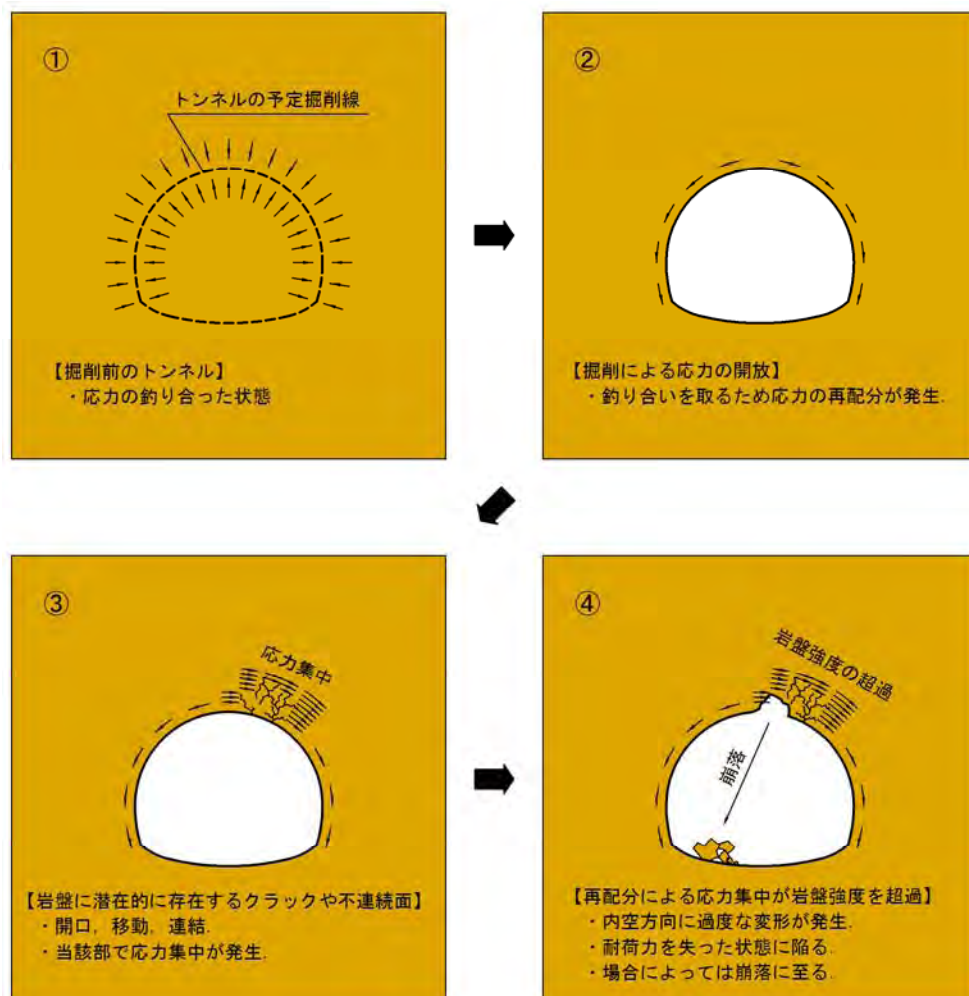 ①
トンネルの予定掘削線
【掘削前のトンネル】
・応力の釣り合った状態
②
【掘削による応力の開放】
・釣り合いを取るため応力の再配分が発生.
③
応力集中
【岩盤に潜在的に存在するクラックや不連続面】
・開口，移動，連結.
・当該部で応力集中が発生.
④
岩盤強度の超過
崩落
【再配分による応力集中が岩盤強度を超過】
・内空方向に過度な変形が発生.
・耐荷力を失った状態に陥る.
・場合によっては崩落に至る.